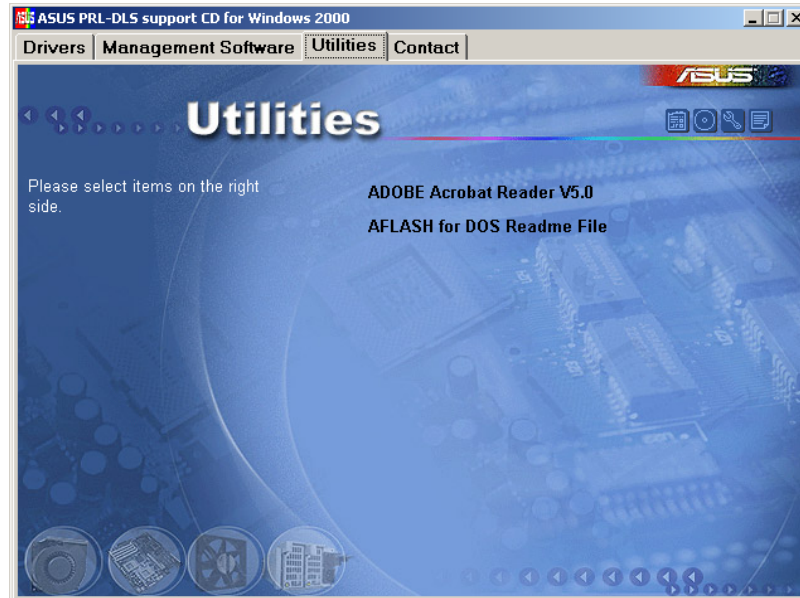 ASUS PRL-DLS support CD for Windows 2000
Drivers Management Software Utilities Contact
ASUS
Utilities
Please select items on the right
side.
ADOBE Acrobat Reader V5.0
AFLASH for DOS Readme File